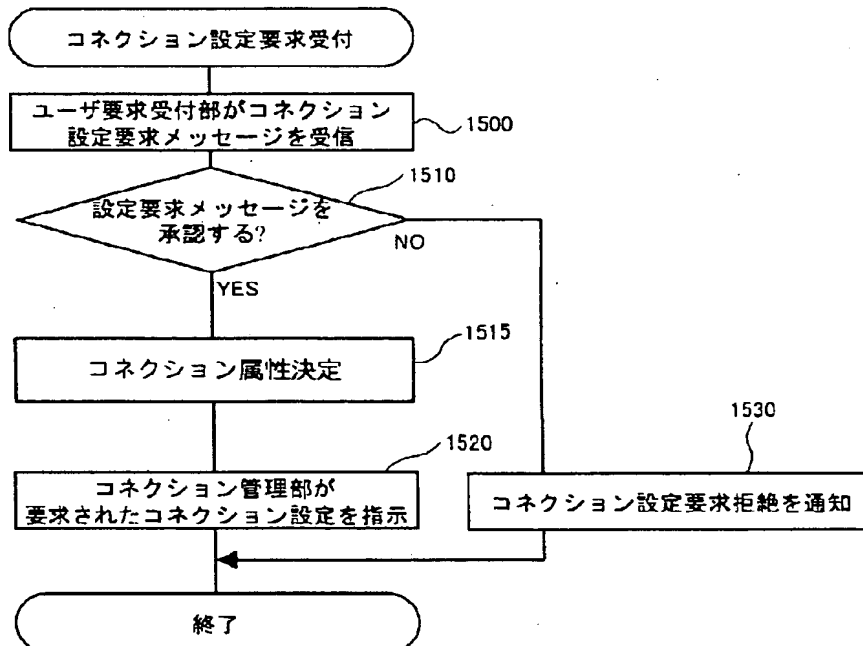 コネクション設定要求受付
ユーザ要求受付部がコネクション
設定要求メッセージを受信
1500
1510
設定要求メッセージを
承認する?
NO
YES
1515
コネクション属性決定
1520
1530
コネクション管理部が
要求されたコネクション設定を指示
コネクション設定要求拒絶を通知
終了